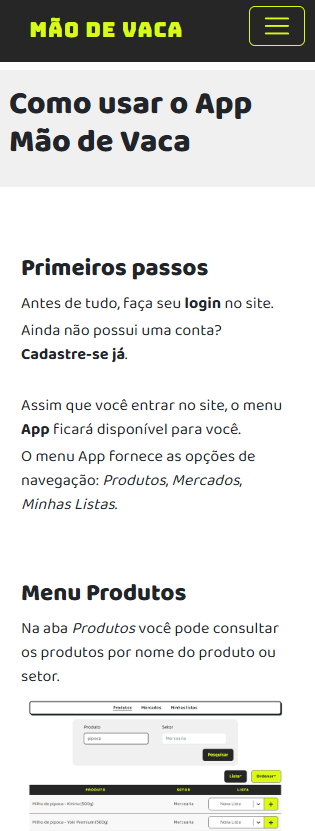 MÃO DE VACA
Como usar o App
Mão de Vaca
Primeiros passos
Antes de tudo, faça seu login no site.
Ainda não possui uma conta?
Cadastre-se já.
Assim que você entrar no site, o menu
App ficará disponível para você.
O menu App fornece as opções de
navegação: Produtos, Mercados,
Minhas Listas.
Menu Produtos
Na aba Produtos você pode consultar
os produtos por nome do produto ou
setor.
Produtos Mercados Minhas listas
Produto Setor
pipoca Mercearia
Pesquisar
Listar Ordenar
PRODUTO SETOR LISTA
Milho de pipoca - Kinino (500g) Mercearia Nova Lista +
Milho de pipoca - Yoki Premium (500g) Mercearia Nova Lista +